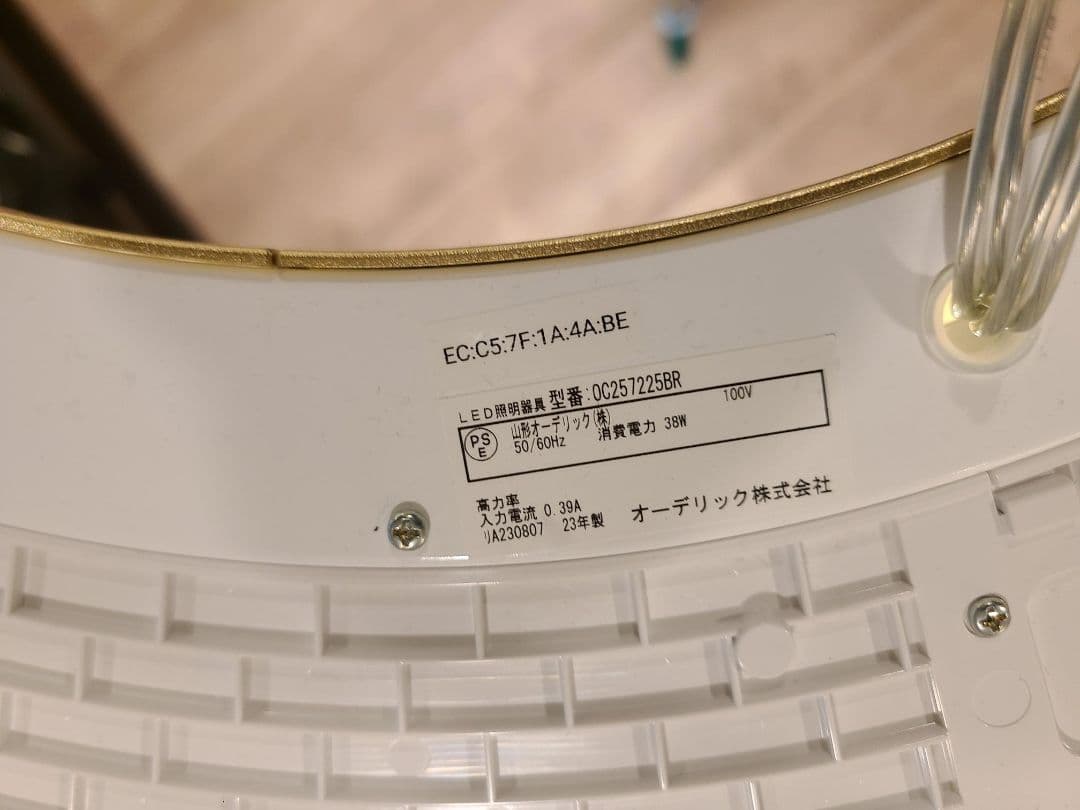 EC:C5:7F:1A:4A:BE
LED照明器具 型番:OC257225BR
PSE 山形オーデリック(株) 100V
50/60Hz 消費電力 38W
高力率
入力電流 0.39A
リA230807 23年製 オーデリック株式会社